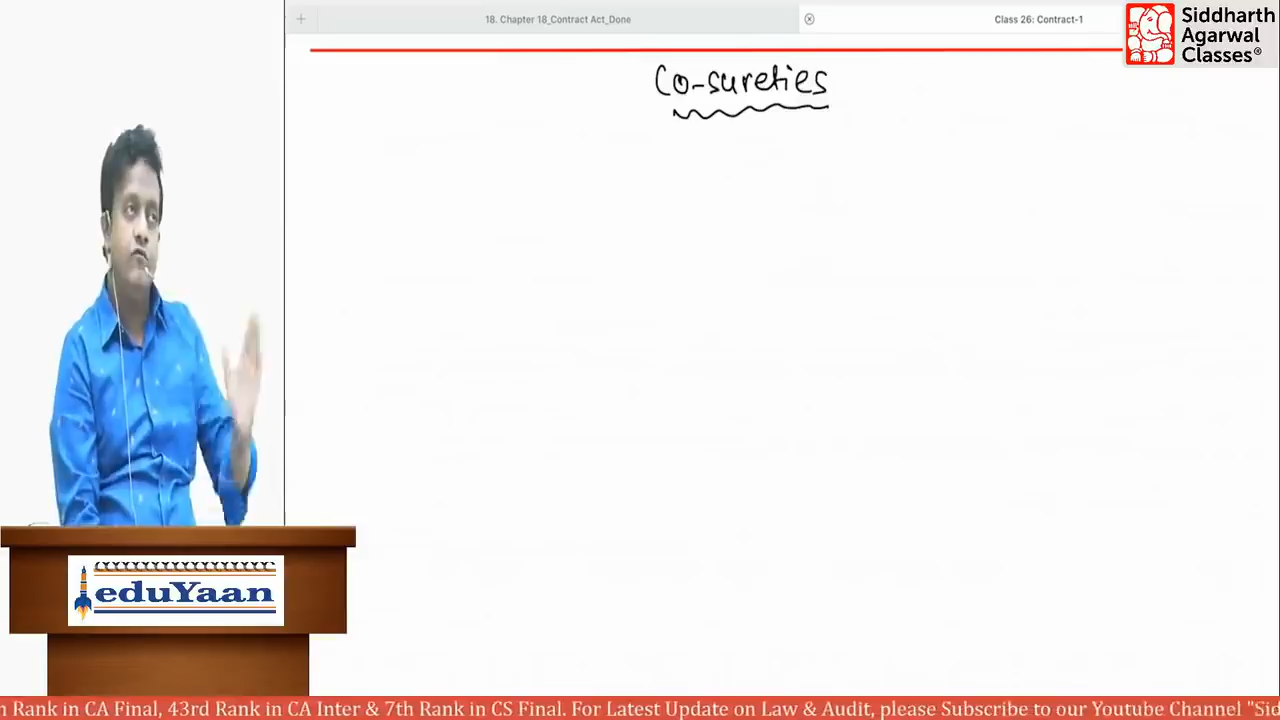 18. Chapter 18_Contract Act_Done
Class 26: Contract-1
Siddharth
Agarwal
Classes®
Co-sureties
eduYaan
Rank in CA Final, 43rd Rank in CA Inter & 7th Rank in CS Final. For Latest Update on Law & Audit, please Subscribe to our Youtube Channel